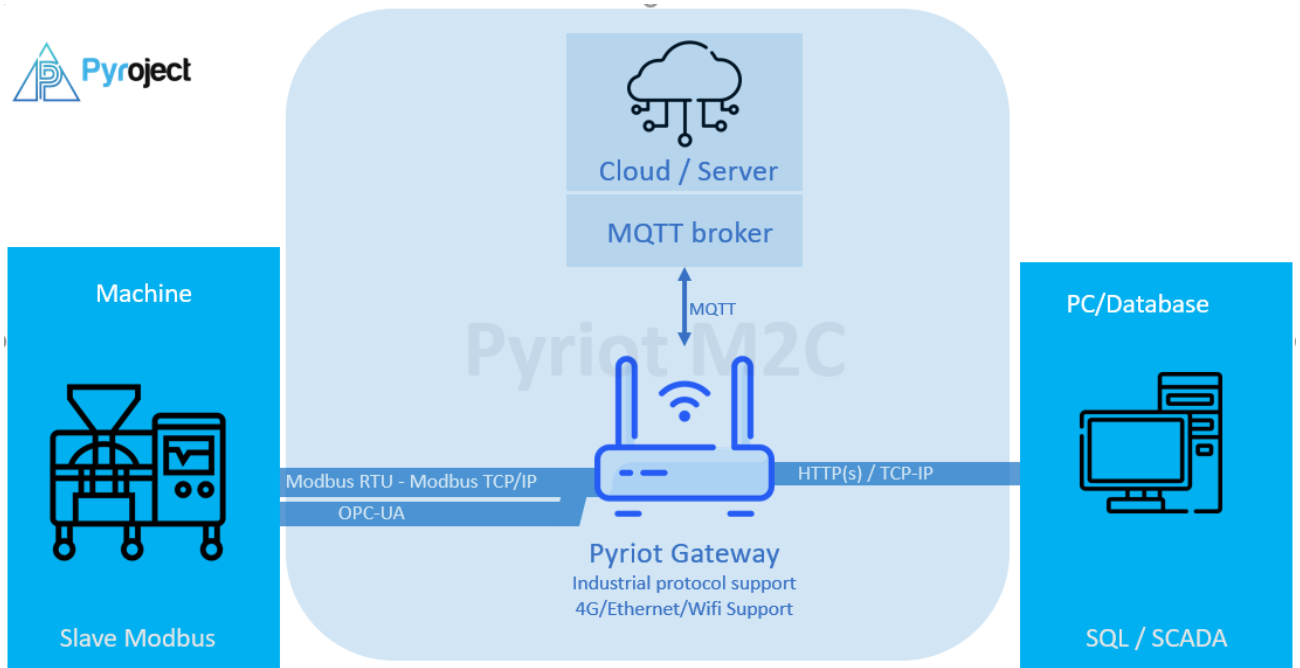 Pyroject
Cloud / Server
MQTT broker
MQTT
Pyriot M2C
Machine
Slave Modbus
Modbus RTU - Modbus TCP/IP
OPC-UA
Pyriot Gateway
Industrial protocol support
4G/Ethernet/Wifi Support
HTTP(s) / TCP-IP
PC/Database
SQL / SCADA